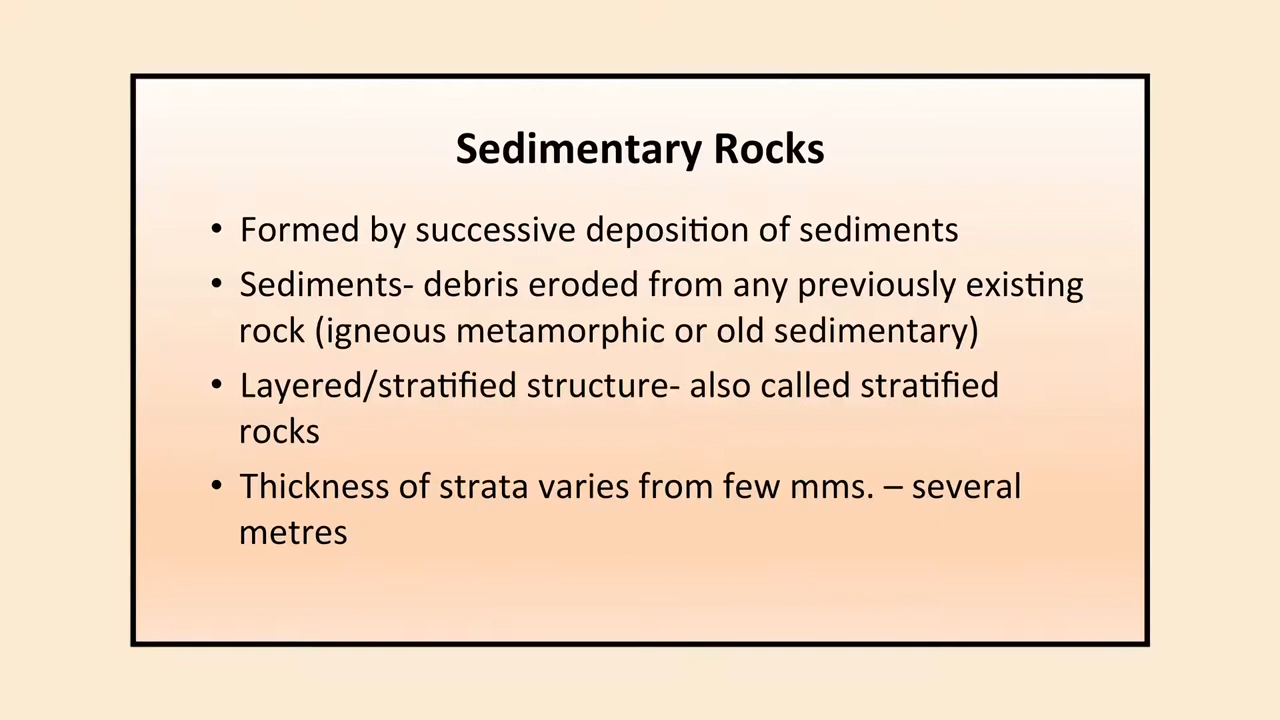 Sedimentary Rocks
• Formed by successive deposition of sediments
• Sediments- debris eroded from any previously existing
rock (igneous metamorphic or old sedimentary)
• Layered/stratified structure- also called stratified
rocks
• Thickness of strata varies from few mms. – several
metres